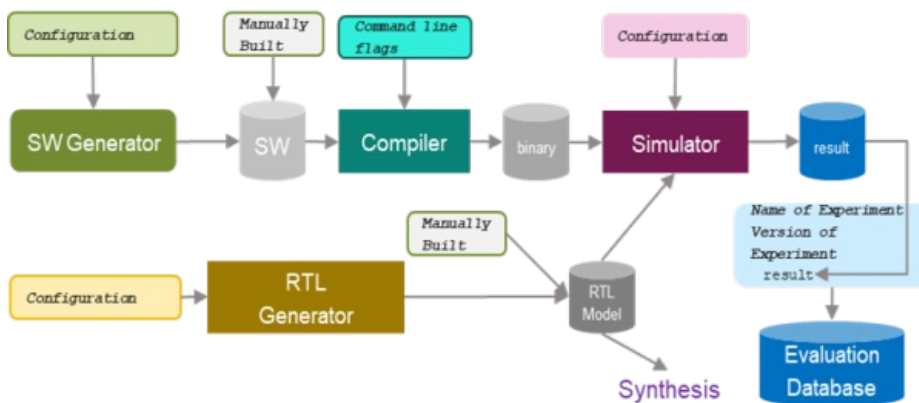 Configuration
Manually
Built
Command line
flags
Configuration
SW Generator
SW
Compiler
binary
Simulator
result
Manually
Built
Name of Experiment
Version of
Experiment
result
Configuration
RTL
Generator
RTL
Model
Synthesis
Evaluation
Database